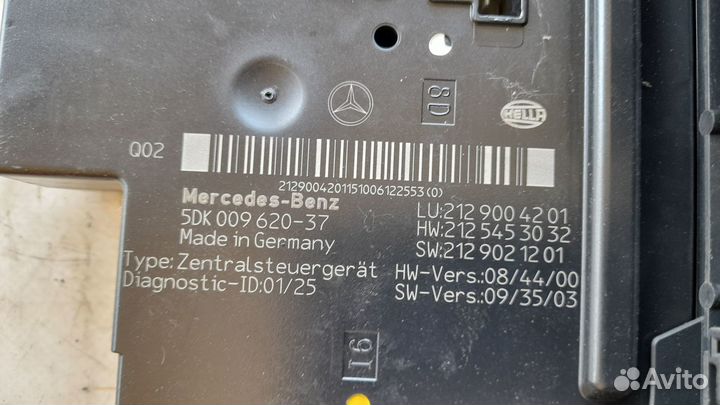 8D
HELLA
Q02
2129004201151006122553(0)
Mercedes-Benz
5DK 009 620-37
Made in Germany
Type: Zentralsteuergerät
Diagnostic-ID:01/25
LU:212 900 42 01
HW:212 545 30 32
SW:212 902 12 01
HW-Vers.:08/44/00
SW-Vers.:09/35/03
16
Avito